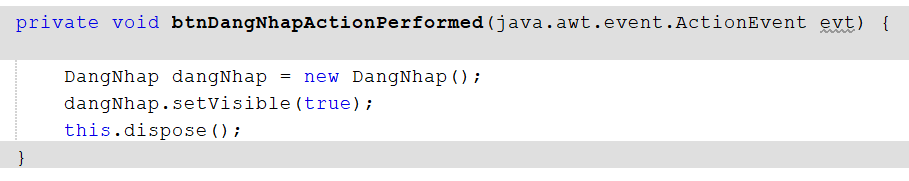 private void btnDangNhapActionPerformed(java.awt.event.ActionEvent evt) {
DangNhap dangNhap = new DangNhap();
dangNhap.setVisible(true);
this.dispose();
}